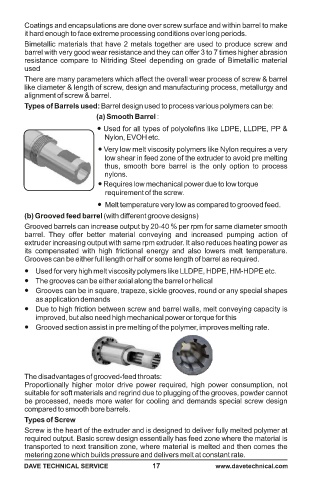 Coatings and encapsulations are done over screw surface and within barrel to make
it hard enough to face extreme processing conditions over long periods.
Bimetallic materials that have 2 metals together are used to produce screw and
barrel with very good wear resistance and they can offer 3 to 7 times higher abrasion
resistance compare to Nitriding Steel depending on grade of Bimetallic material
used
There are many parameters which affect the overall wear process of screw & barrel
like diameter & length of screw, design and manufacturing process, metallurgy and
alignment of screw & barrel.
Types of Barrels used: Barrel design used to process various polymers can be:
(a) Smooth Barrel :
• Used for all types of polyolefins like LDPE, LLDPE, PP &
Nylon, EVOH etc.
• Very low melt viscosity polymers like Nylon requires a very
low shear in feed zone of the extruder to avoid pre melting
thus, smooth bore barrel is the only option to process
nylons.
• Requires low mechanical power due to low torque
requirement of the screw.
• Melt temperature very low as compared to grooved feed.
(b) Grooved feed barrel (with different groove designs)
Grooved barrels can increase output by 20-40 % per rpm for same diameter smooth
barrel. They offer better material conveying and increased pumping action of
extruder increasing output with same rpm extruder. It also reduces heating power as
its compensated with high frictional energy and also lowers melt temperature.
Grooves can be either full length or half or some length of barrel as required.
• Used for very high melt viscosity polymers like LLDPE, HDPE, HM-HDPE etc.
• The grooves can be either axial along the barrel or helical
• Grooves can be in square, trapeze, sickle grooves, round or any special shapes
as application demands
• Due to high friction between screw and barrel walls, melt conveying capacity is
improved, but also need high mechanical power or torque for this
• Grooved section assist in pre melting of the polymer, improves melting rate.
The disadvantages of grooved-feed throats:
Proportionally higher motor drive power required, high power consumption, not
suitable for soft materials and regrind due to plugging of the grooves, powder cannot
be processed, needs more water for cooling and demands special screw design
compared to smooth bore barrels.
Types of Screw
Screw is the heart of the extruder and is designed to deliver fully melted polymer at
required output. Basic screw design essentially has feed zone where the material is
transported to next transition zone, where material is melted and then comes the
metering zone which builds pressure and delivers melt at constant rate.
DAVE TECHNICAL SERVICE 17 www.davetechnical.com